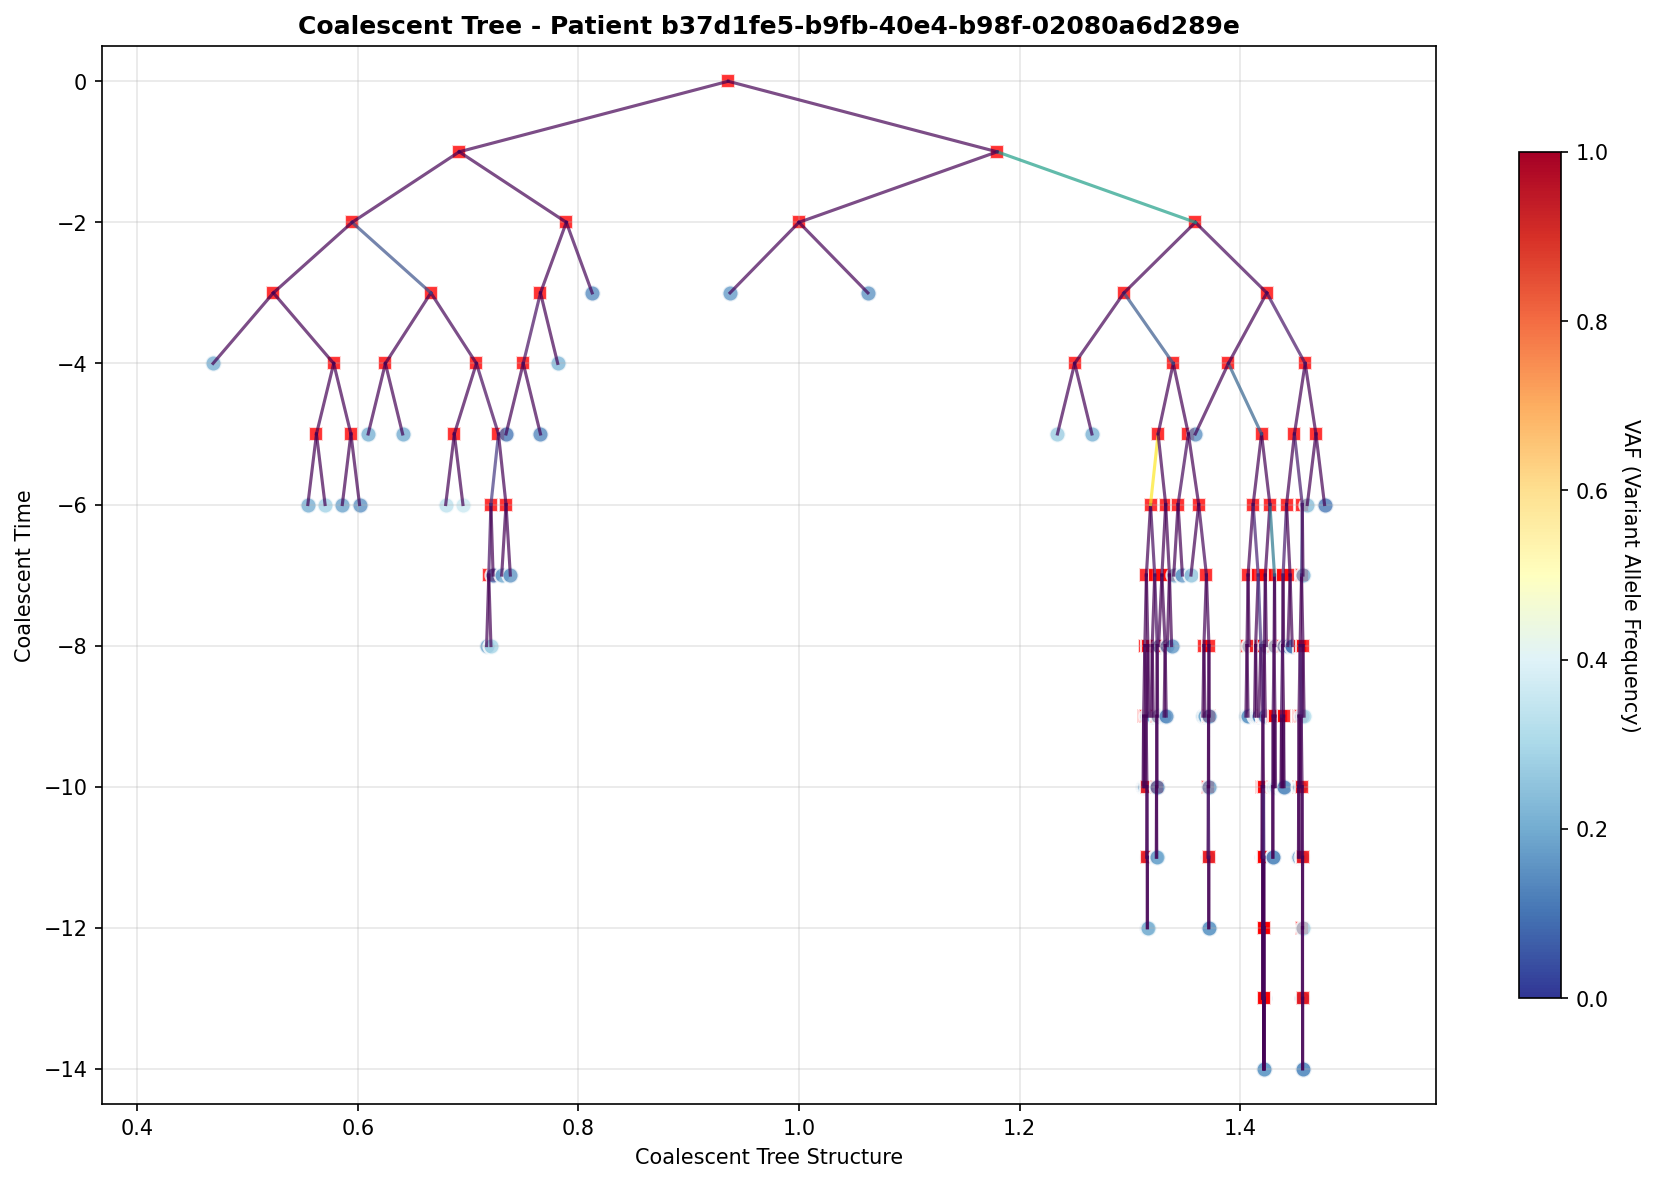 Coalescent Tree - Patient b37d1fe5-b9fb-40e4-b98f-02080a6d289e
0
−2
−4
−6
−8
−10
−12
−14
Coalescent Time
0.4 0.6 0.8 1.0 1.2 1.4
Coalescent Tree Structure
1.0
0.8
0.6
0.4
0.2
0.0
VAF (Variant Allele Frequency)